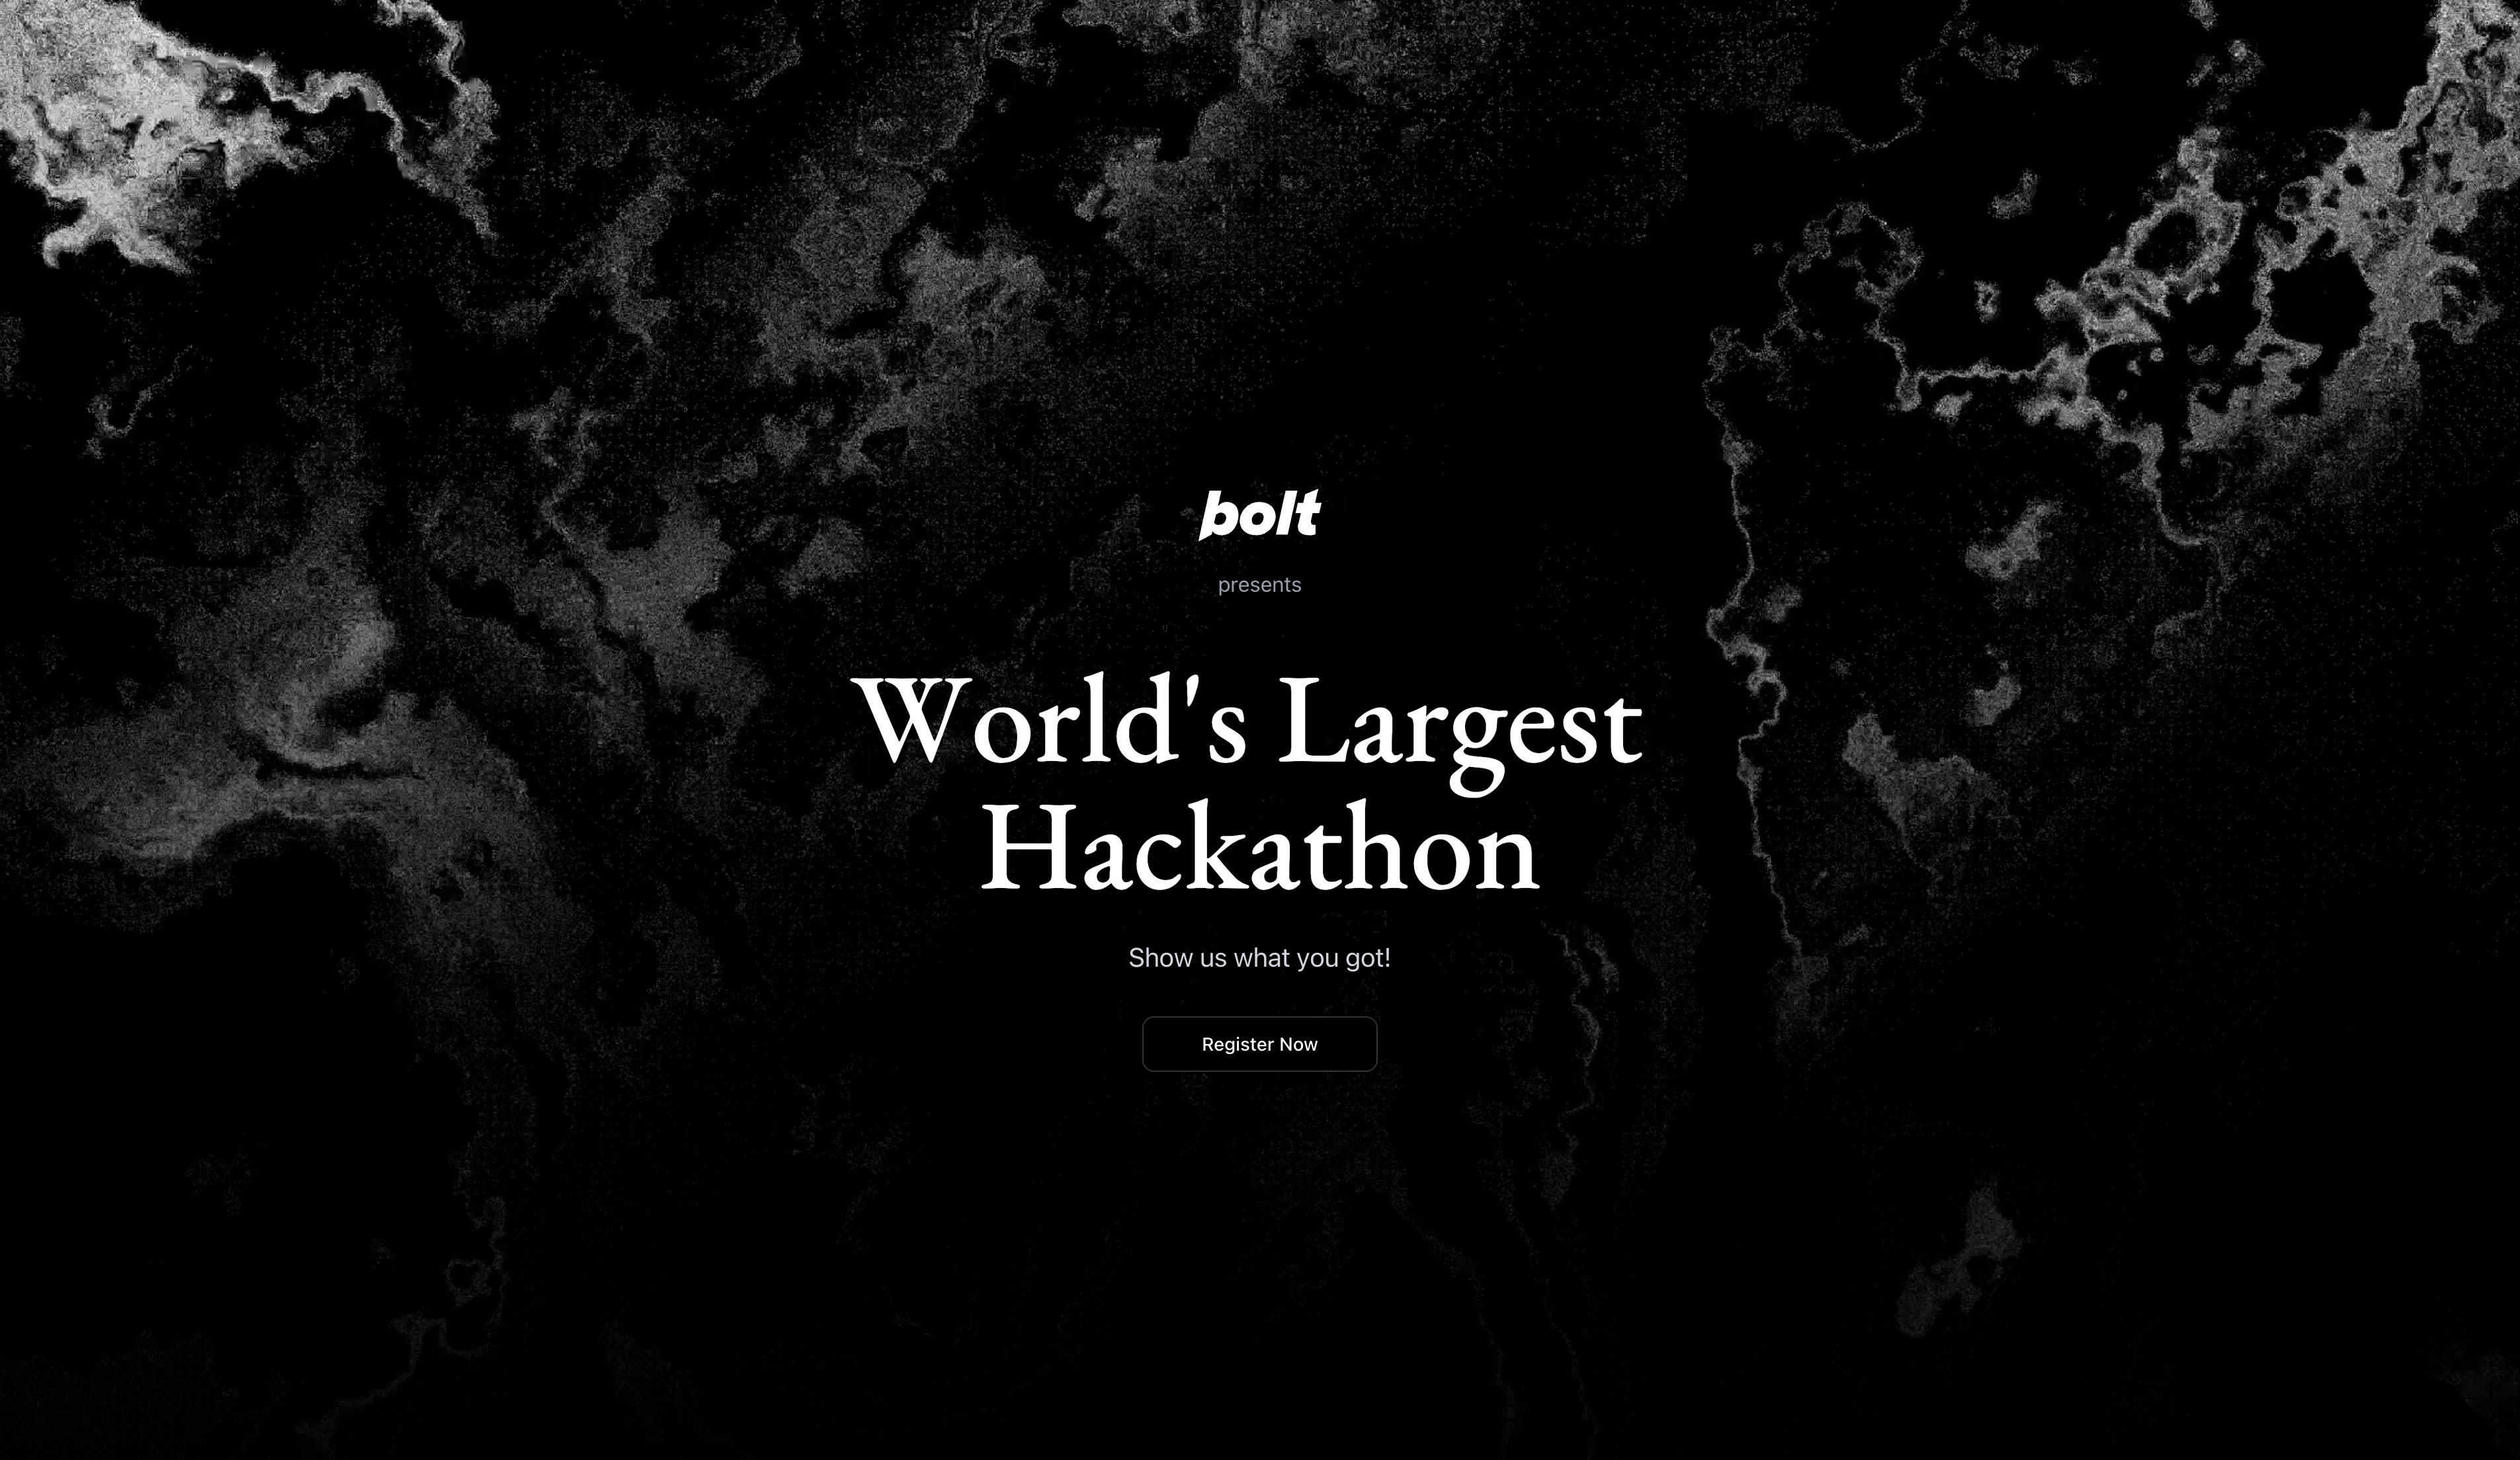 bolt
presents
World's Largest
Hackathon
Show us what you got!
Register Now